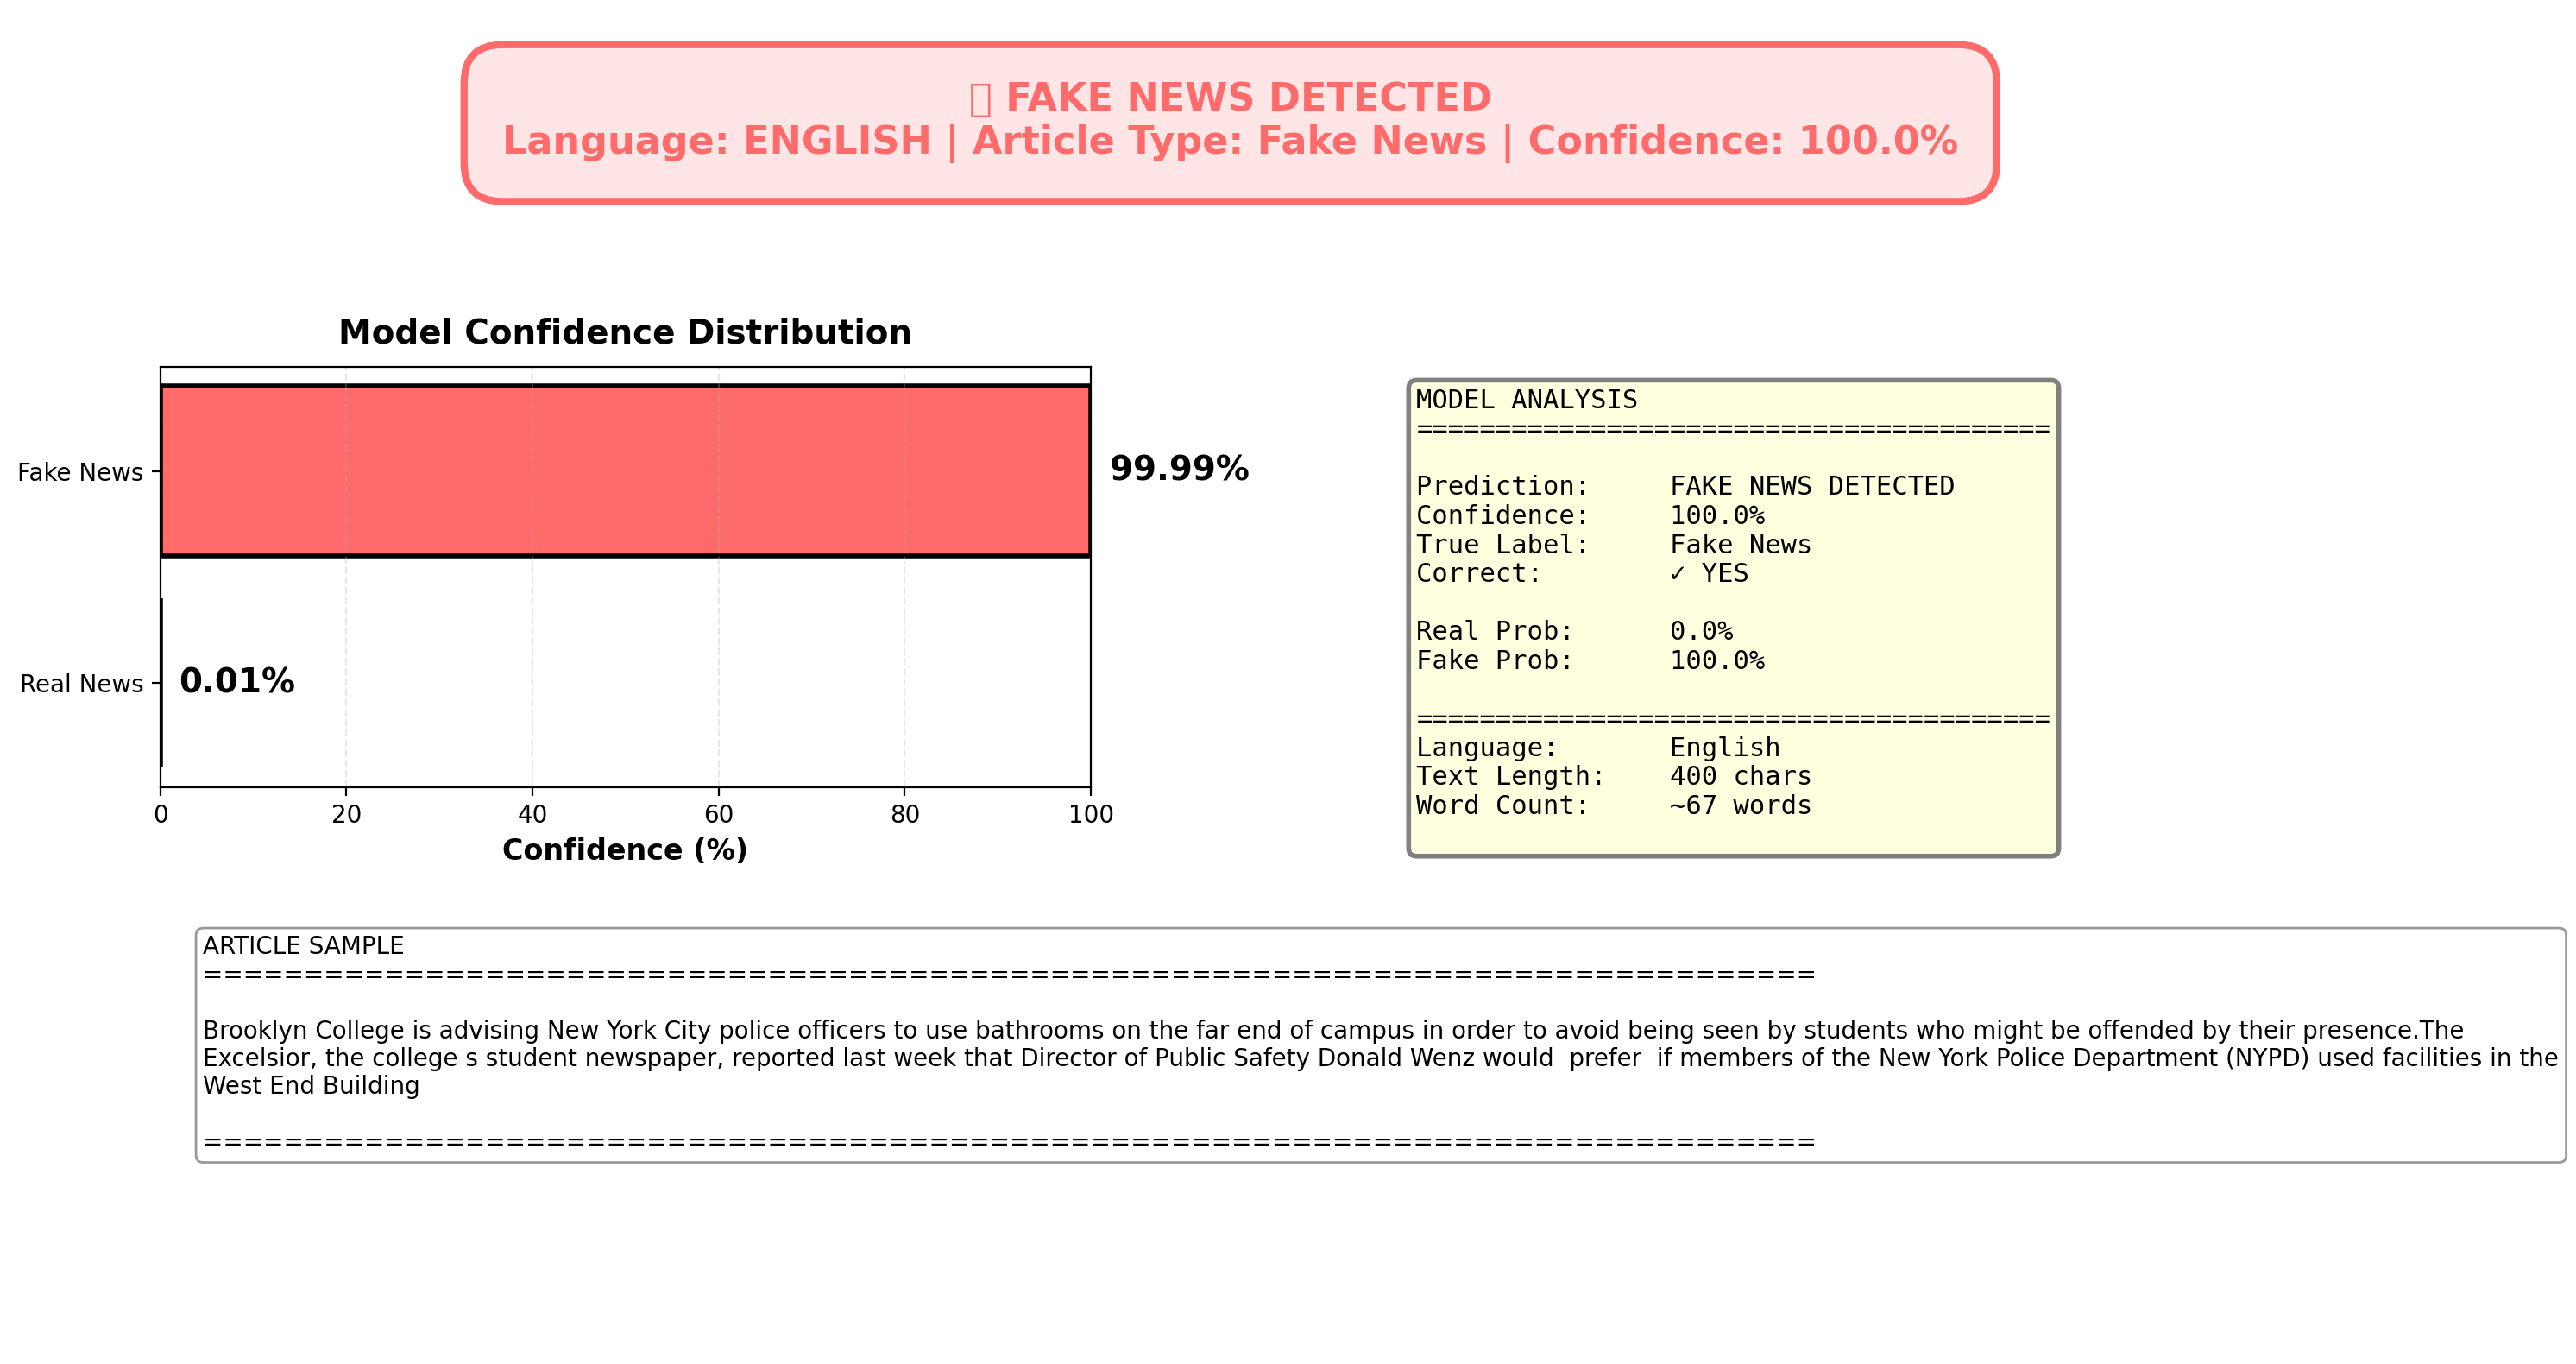 ▯ FAKE NEWS DETECTED
Language: ENGLISH | Article Type: Fake News | Confidence: 100.0%
Model Confidence Distribution
Fake News
99.99%
Real News
0.01%
0 20 40 60 80 100
Confidence (%)
MODEL ANALYSIS
========================================
Prediction: FAKE NEWS DETECTED
Confidence: 100.0%
True Label: Fake News
Correct: ✓ YES
Real Prob: 0.0%
Fake Prob: 100.0%
========================================
Language: English
Text Length: 400 chars
Word Count: ~67 words
ARTICLE SAMPLE
================================================================================
Brooklyn College is advising New York City police officers to use bathrooms on the far end of campus in order to avoid being seen by students who might be offended by their presence.The
Excelsior, the college s student newspaper, reported last week that Director of Public Safety Donald Wenz would  prefer  if members of the New York Police Department (NYPD) used facilities in the
West End Building
================================================================================